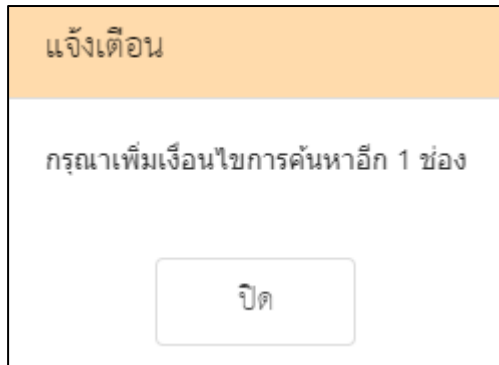 แจ้งเตือน
กรุณาเพิ่มเงื่อนไขการค้นหาอีก 1 ช่อง
ปิด